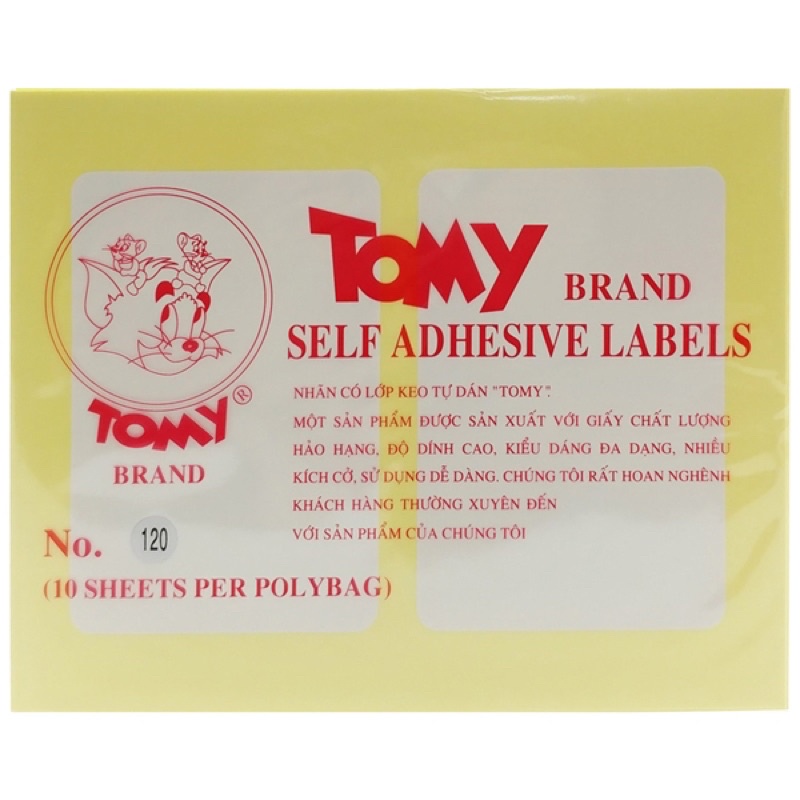 TOMY BRAND
SELF ADHESIVE LABELS
NHÃN CÓ LỚP KEO TỰ DÁN "TOMY".
MỘT SẢN PHẨM ĐƯỢC SẢN XUẤT VỚI GIẤY CHẤT LƯỢNG
HẢO HẠNG, ĐỘ DÍNH CAO, KIỂU DÁNG ĐA DẠNG, NHIỀU
KÍCH CỞ, SỬ DỤNG DỄ DÀNG. CHÚNG TÔI RẤT HOAN NGHÊNH
KHÁCH HÀNG THƯỜNG XUYÊN ĐẾN
VỚI SẢN PHẨM CỦA CHÚNG TÔI
TOMY ®
BRAND
No. 120
(10 SHEETS PER POLYBAG)